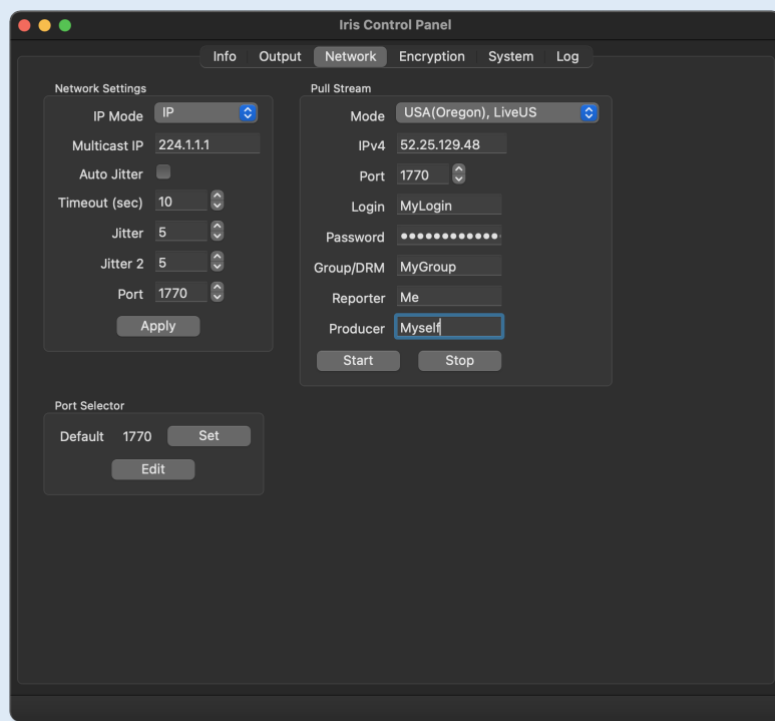 Iris Control Panel
Info Output Network Encryption System Log
Network Settings
IP Mode IP
Multicast IP 224.1.1.1
Auto Jitter
Timeout (sec) 10
Jitter 5
Jitter 2 5
Port 1770
Apply
Pull Stream
Mode USA(Oregon), LiveUS
IPv4 52.25.129.48
Port 1770
Login MyLogin
Password ••••••••••••
Group/DRM MyGroup
Reporter Me
Producer Myself
Start Stop
Port Selector
Default 1770 Set
Edit